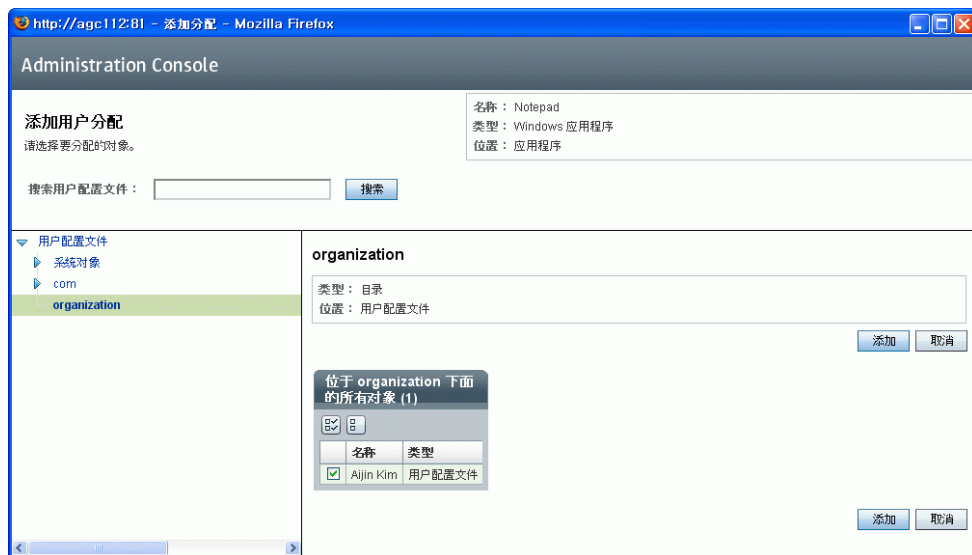 http://agc112:81 - 添加分配 - Mozilla Firefox
Administration Console
添加用户分配
请选择要分配的对象。
名称： Notepad
类型： Windows 应用程序
位置： 应用程序
搜索用户配置文件：
搜索
用户配置文件
系统对象
com
organization
organization
类型： 目录
位置： 用户配置文件
添加 取消
位于 organization 下面
的所有对象 (1)
名称 类型
Aijin Kim 用户配置文件
添加 取消